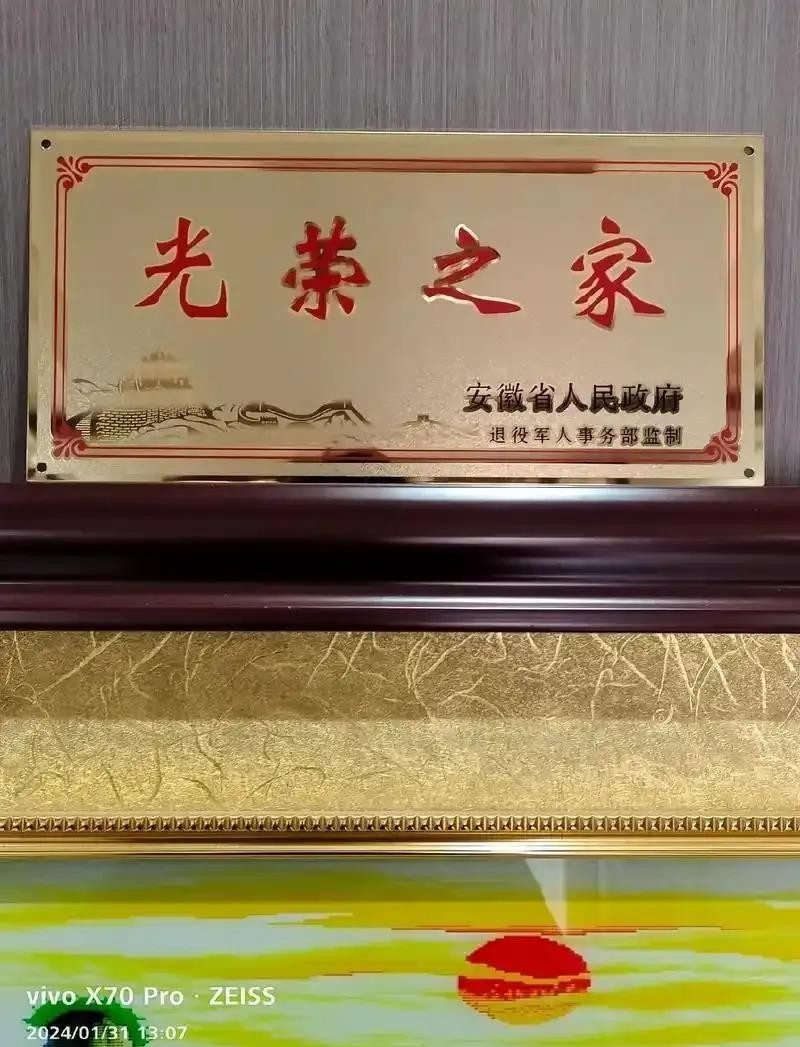 光荣之家
安徽省人民政府
退役军人事务部监制
vivo X70 Pro · ZEISS
2024/01/31 13:07